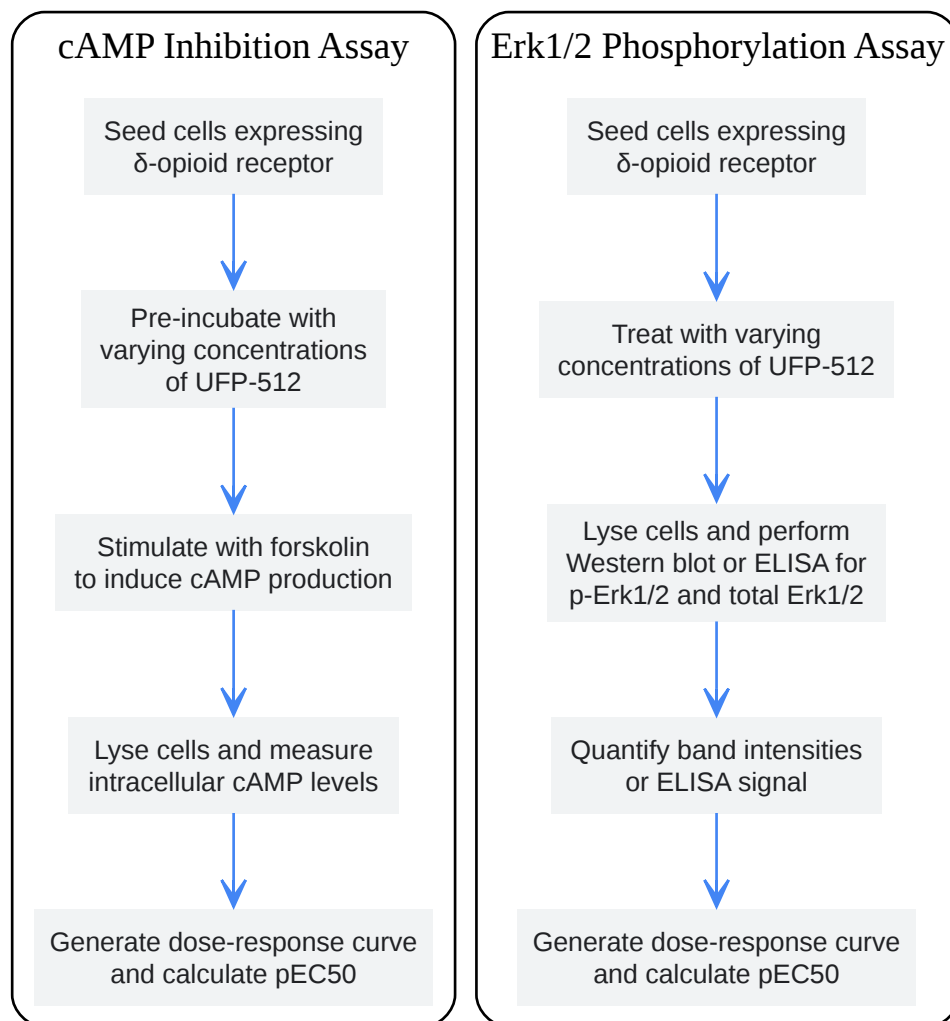 cAMP Inhibition Assay
Seed cells expressing
δ-opioid receptor
Pre-incubate with
varying concentrations
of UFP-512
Stimulate with forskolin
to induce cAMP production
Lyse cells and measure
intracellular cAMP levels
Generate dose-response curve
and calculate pEC50
Erk1/2 Phosphorylation Assay
Seed cells expressing
δ-opioid receptor
Treat with varying
concentrations of UFP-512
Lyse cells and perform
Western blot or ELISA for
p-Erk1/2 and total Erk1/2
Quantify band intensities
or ELISA signal
Generate dose-response curve
and calculate pEC50